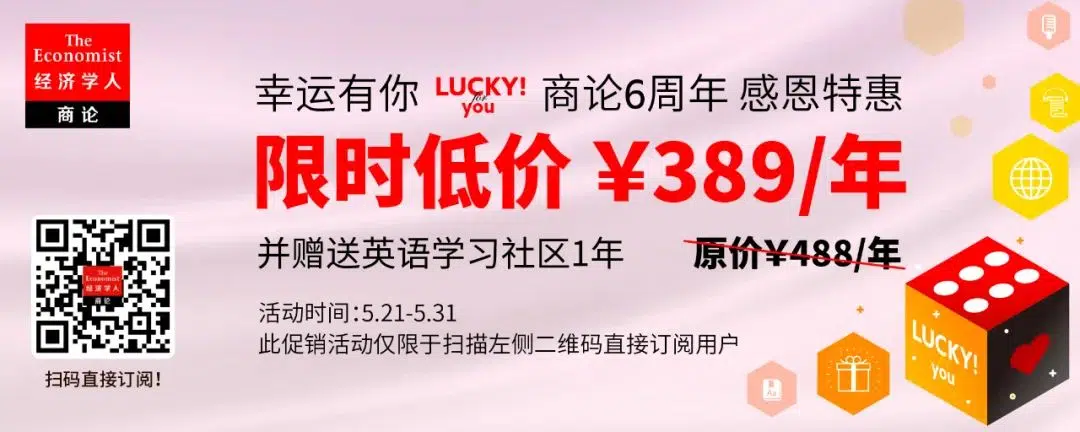 The
Economist
经济学人
商论
幸运有你 LUCKY! for you 商论6周年 感恩特惠
限时低价 ¥389/年
并赠送英语学习社区1年 原价¥488/年
活动时间：5.21-5.31
此促销活动仅限于扫描左侧二维码直接订阅用户
The
Economist
经济学人
商论
扫码直接订阅！
LUCKY!
you